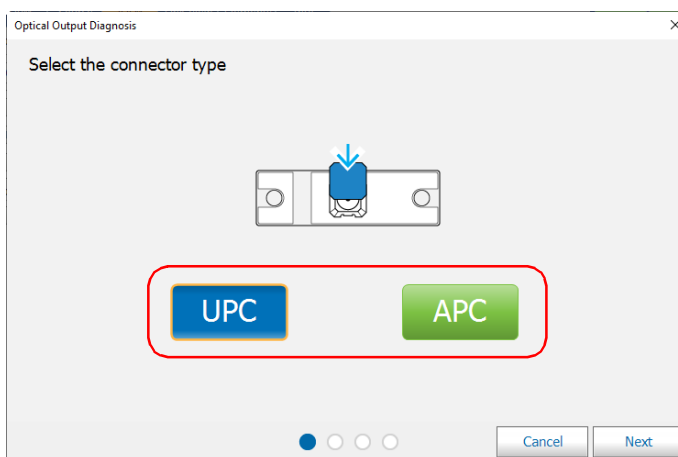 Optical Output Diagnosis
Select the connector type
UPC APC
Cancel Next